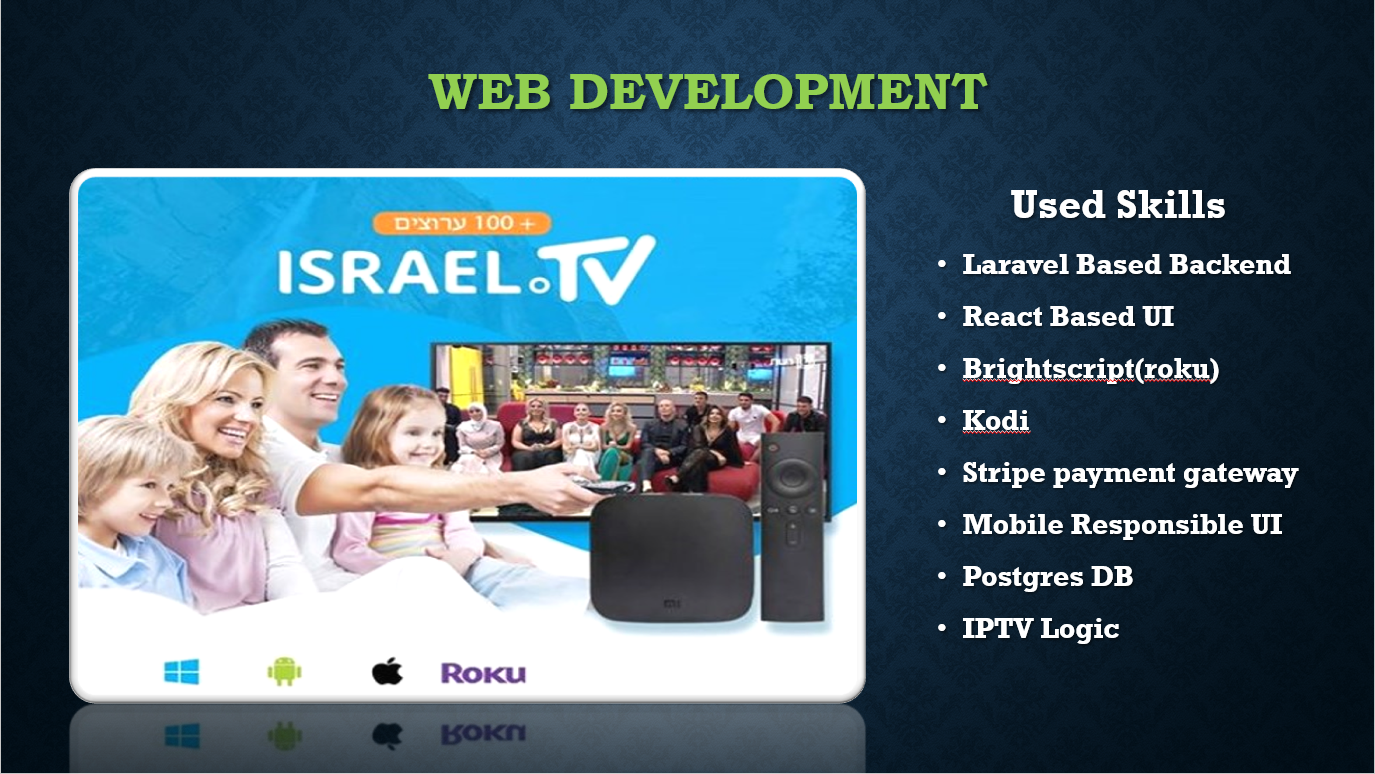 WEB DEVELOPMENT
+ 100 ערוצים
ISRAEL.TV
mi
ROKU
Used Skills
• Laravel Based Backend
• React Based UI
• Brightscript(roku)
• Kodi
• Stripe payment gateway
• Mobile Responsible UI
• Postgres DB
• IPTV Logic